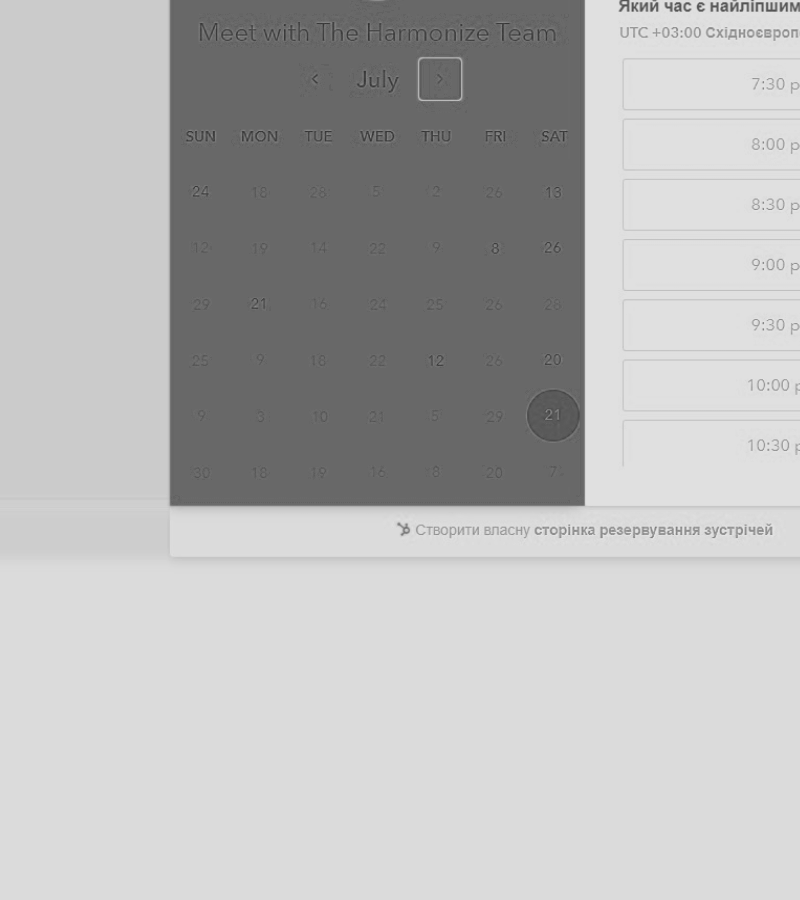 Meet with The Harmonize Team
July
SUN MON TUE WED THU FRI SAT
24 18 28 5 2 26 13
12 19 14 22 9 8 26
29 21 16 24 25 26 28
25 9 18 22 12 26 20
9 3 10 21 5 29 21
30 18 19 16 8 20 7
Який час є найліпшим
UTC +03:00 Східноєвроп
7:30 p
8:00 p
8:30 p
9:00 p
9:30 p
10:00 p
10:30 p
Створити власну сторінка резервування зустрічей